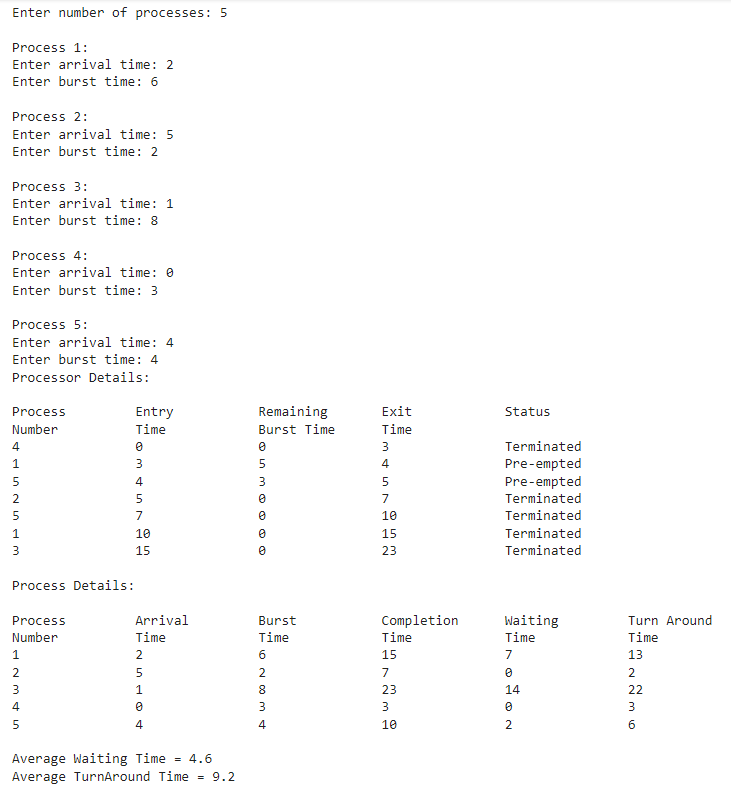 Enter number of processes: 5
Process 1:
Enter arrival time: 2
Enter burst time: 6
Process 2:
Enter arrival time: 5
Enter burst time: 2
Process 3:
Enter arrival time: 1
Enter burst time: 8
Process 4:
Enter arrival time: 0
Enter burst time: 3
Process 5:
Enter arrival time: 4
Enter burst time: 4
Processor Details:
Process Entry Remaining Exit Status
Number Time Burst Time Time
4 0 0 3 Terminated
1 3 5 4 Pre-empted
5 4 3 5 Pre-empted
2 5 0 7 Terminated
5 7 0 10 Terminated
1 10 0 15 Terminated
3 15 0 23 Terminated
Process Details:
Process Arrival Burst Completion Waiting Turn Around
Number Time Time Time Time Time
1 2 6 15 7 13
2 5 2 7 0 2
3 1 8 23 14 22
4 0 3 3 0 3
5 4 4 10 2 6
Average Waiting Time = 4.6
Average TurnAround Time = 9.2